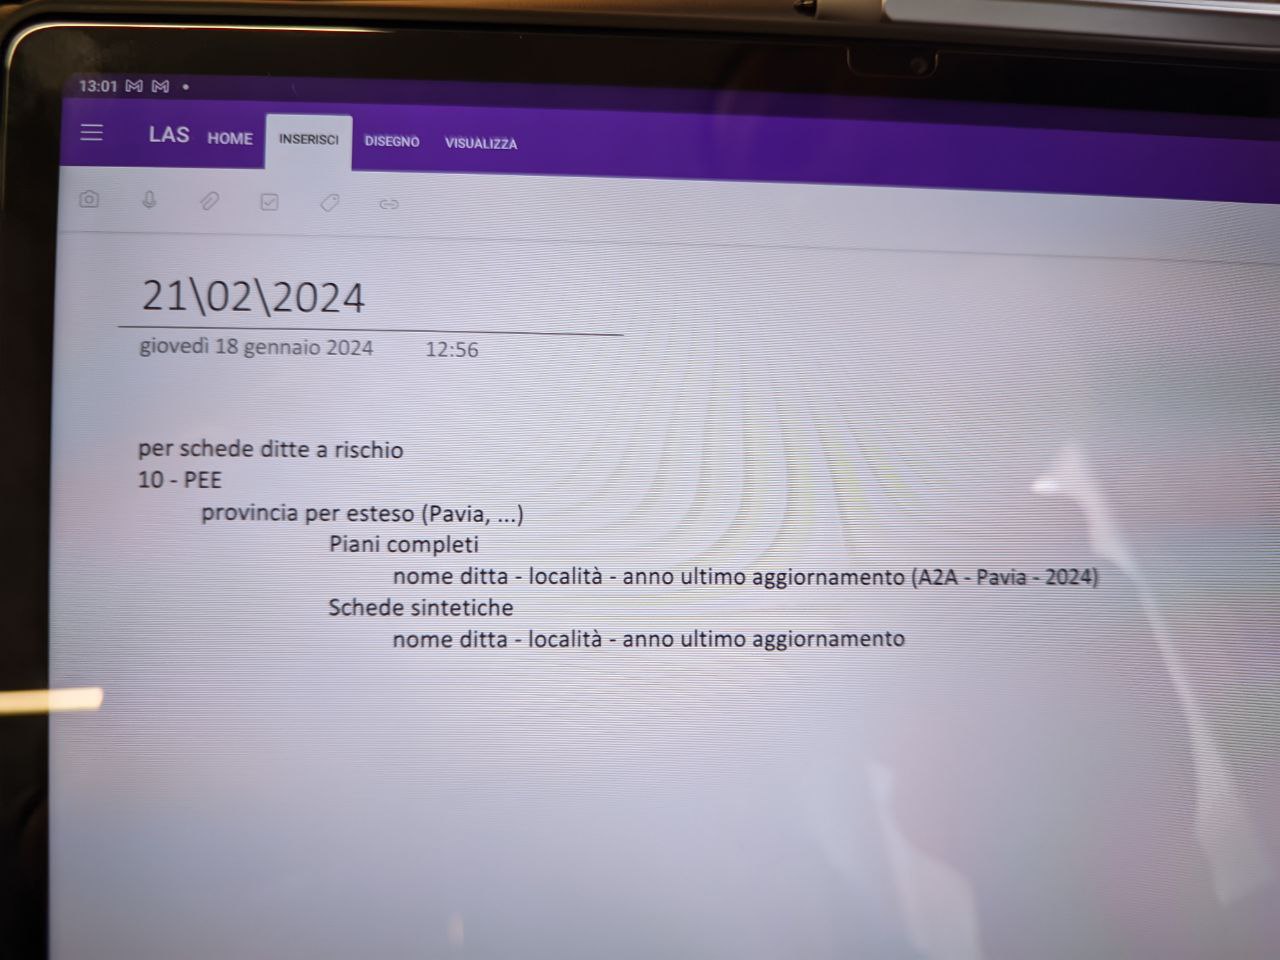 13:01
LAS HOME INSERISCI DISEGNO VISUALIZZA
21\02\2024
giovedì 18 gennaio 2024 12:56
per schede ditte a rischio
10 - PEE
provincia per esteso (Pavia, ...)
Piani completi
nome ditta - località - anno ultimo aggiornamento (A2A - Pavia - 2024)
Schede sintetiche
nome ditta - località - anno ultimo aggiornamento